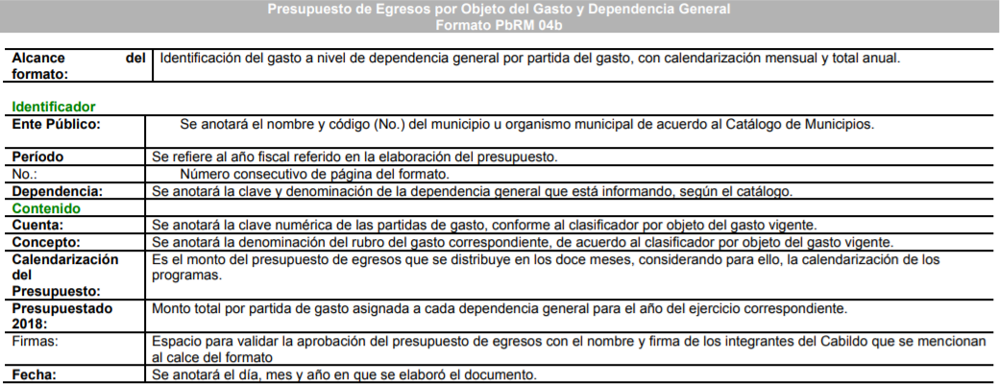 Presupuesto de Egresos por Objeto del Gasto y Dependencia General
Formato PbRM 04b
Alcance del formato: Identificación del gasto a nivel de dependencia general por partida del gasto, con calendarización mensual y total anual.
Identificador
Ente Público: Se anotará el nombre y código (No.) del municipio u organismo municipal de acuerdo al Catálogo de Municipios.
Período Se refiere al año fiscal referido en la elaboración del presupuesto.
No.: Número consecutivo de página del formato.
Dependencia: Se anotará la clave y denominación de la dependencia general que está informando, según el catálogo.
Contenido
Cuenta: Se anotará la clave numérica de las partidas de gasto, conforme al clasificador por objeto del gasto vigente.
Concepto: Se anotará la denominación del rubro del gasto correspondiente, de acuerdo al clasificador por objeto del gasto vigente.
Calendarización del Presupuesto: Es el monto del presupuesto de egresos que se distribuye en los doce meses, considerando para ello, la calendarización de los
programas.
Presupuestado 2018: Monto total por partida de gasto asignada a cada dependencia general para el año del ejercicio correspondiente.
Firmas: Espacio para validar la aprobación del presupuesto de egresos con el nombre y firma de los integrantes del Cabildo que se mencionan
al calce del formato
Fecha: Se anotará el día, mes y año en que se elaboró el documento.